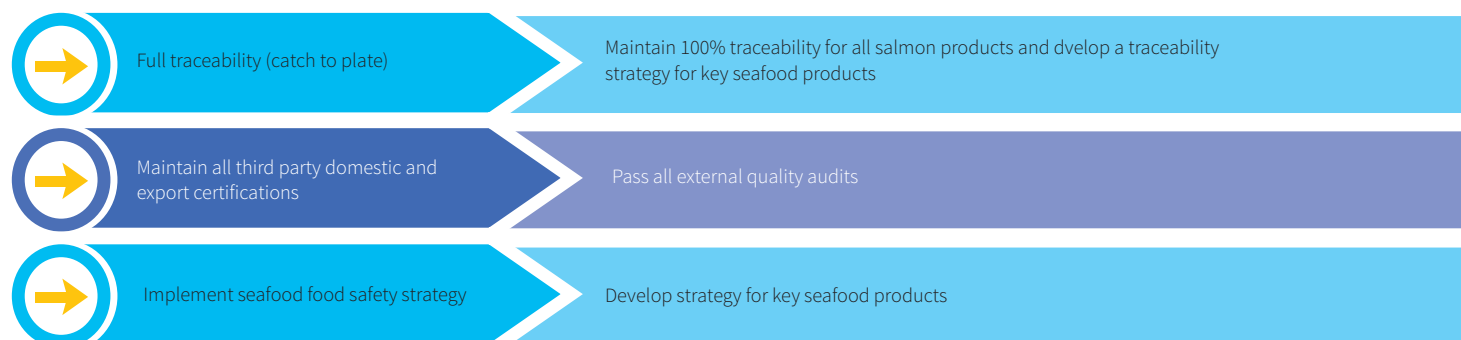 Full traceability (catch to plate)
Maintain 100% traceability for all salmon products and dvelop a traceability
strategy for key seafood products
Maintain all third party domestic and
export certifications
Pass all external quality audits
Implement seafood food safety strategy
Develop strategy for key seafood products